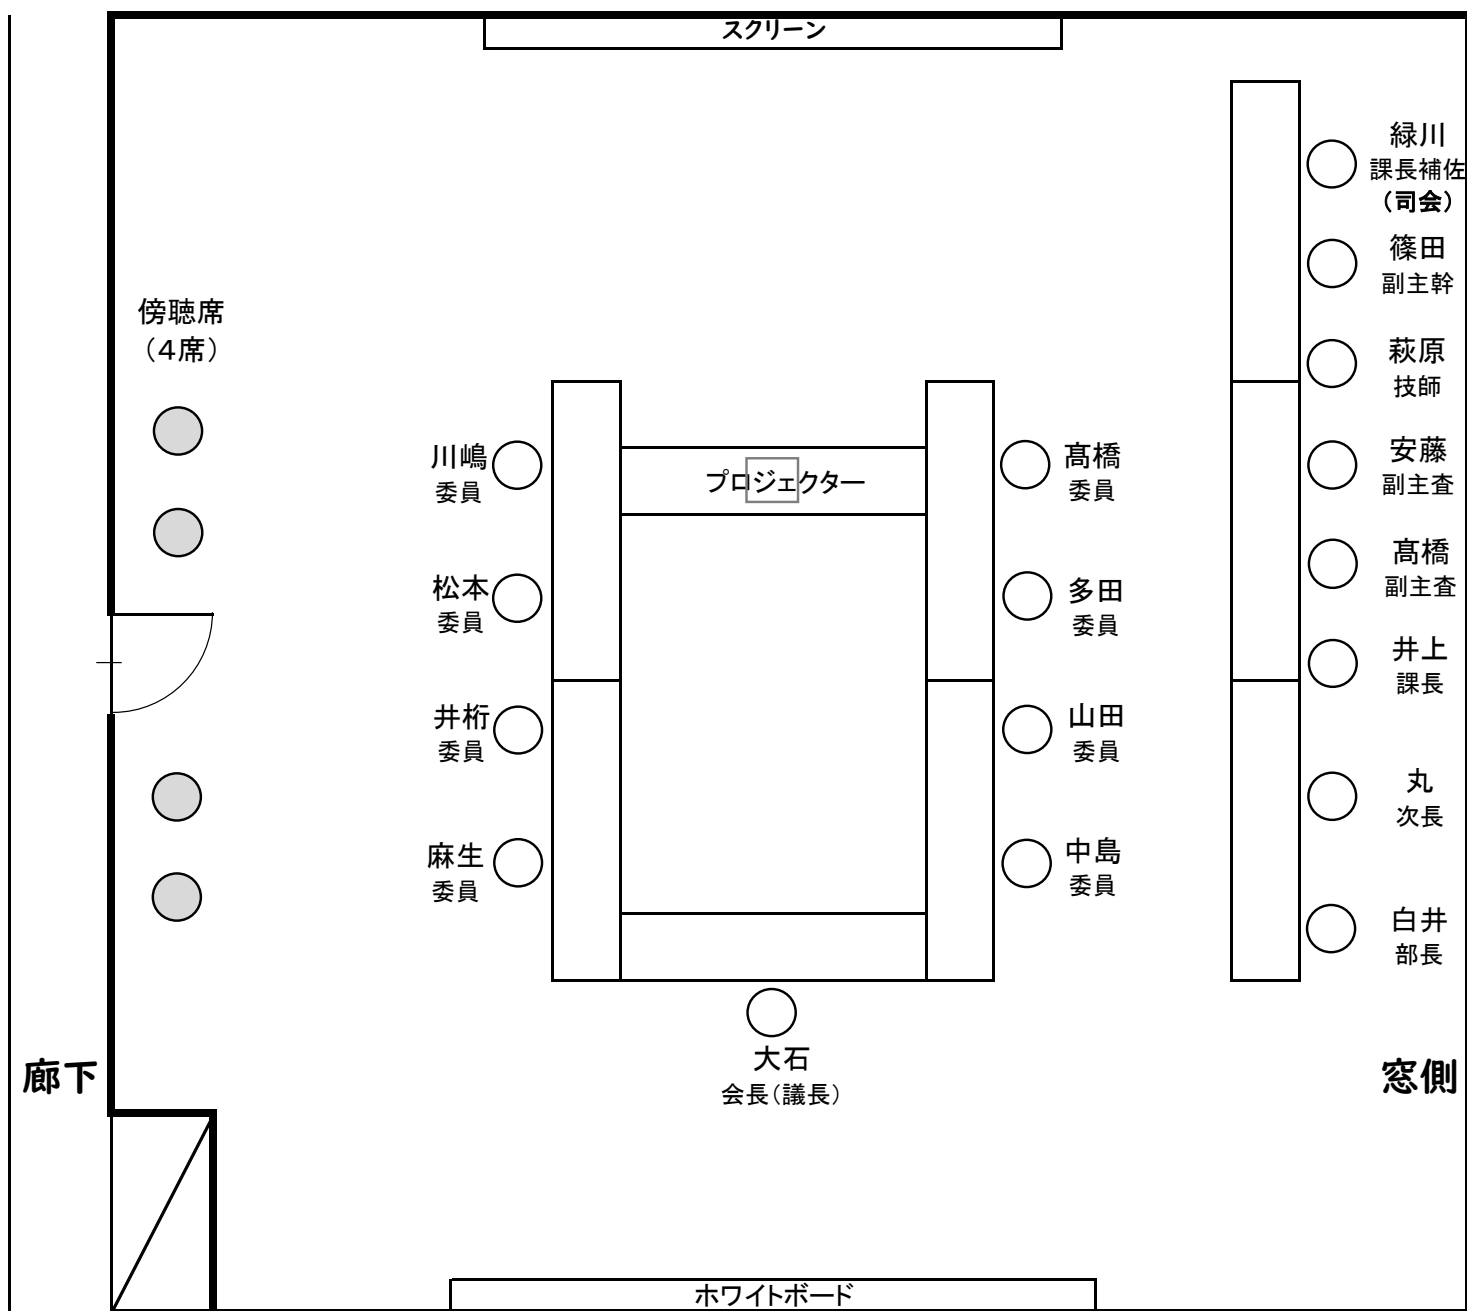 スクリーン
緑川
課長補佐
（司会）
篠田
副主幹
傍聴席
（４席）
萩原
技師
川嶋
委員
プロジェクター
髙橋
委員
安藤
副主査
松本
委員
多田
委員
髙橋
副主査
井桁
委員
山田
委員
井上
課長
麻生
委員
中島
委員
丸
次長
白井
部長
大石
会長（議長）
廊下
窓側
ホワイトボード